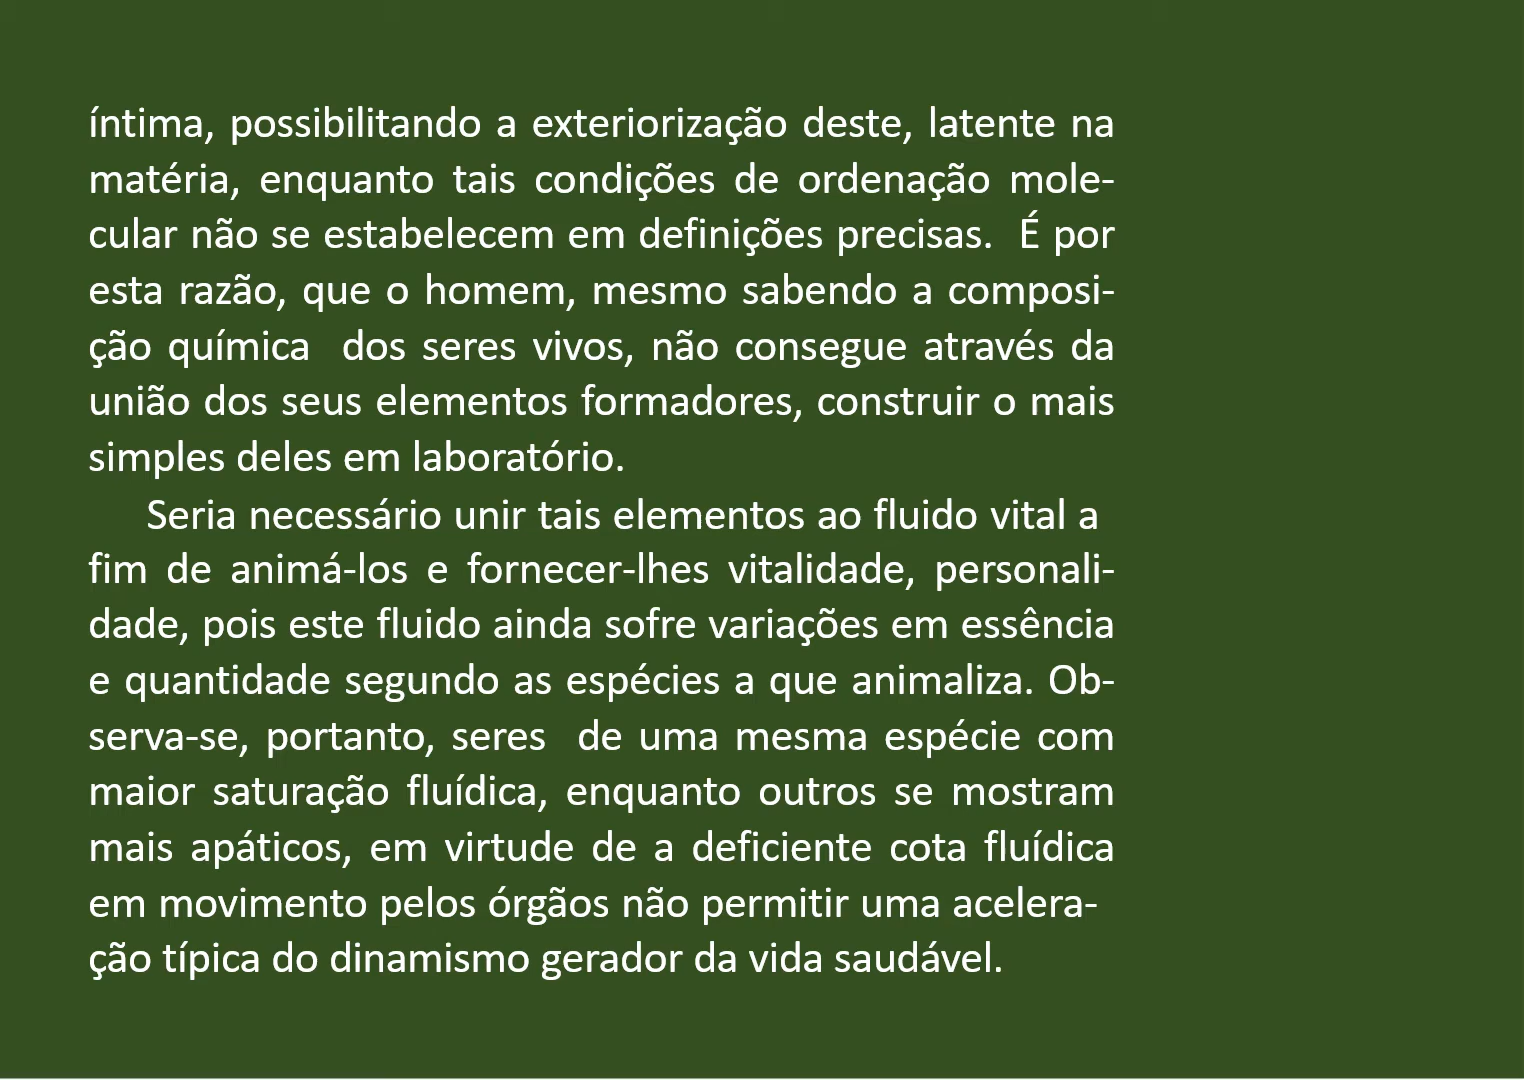 íntima, possibilitando a exteriorização deste, latente na
matéria, enquanto tais condições de ordenação mole-
cular não se estabelecem em definições precisas.  É por
esta razão, que o homem, mesmo sabendo a composi-
ção química  dos seres vivos, não consegue através da
união dos seus elementos formadores, construir o mais
simples deles em laboratório.
Seria necessário unir tais elementos ao fluido vital a
fim de animá-los e fornecer-lhes vitalidade, personali-
dade, pois este fluido ainda sofre variações em essência
e quantidade segundo as espécies a que animaliza. Ob-
serva-se, portanto, seres  de uma mesma espécie com
maior saturação fluídica, enquanto outros se mostram
mais apáticos, em virtude de a deficiente cota fluídica
em movimento pelos órgãos não permitir uma acelera-
ção típica do dinamismo gerador da vida saudável.